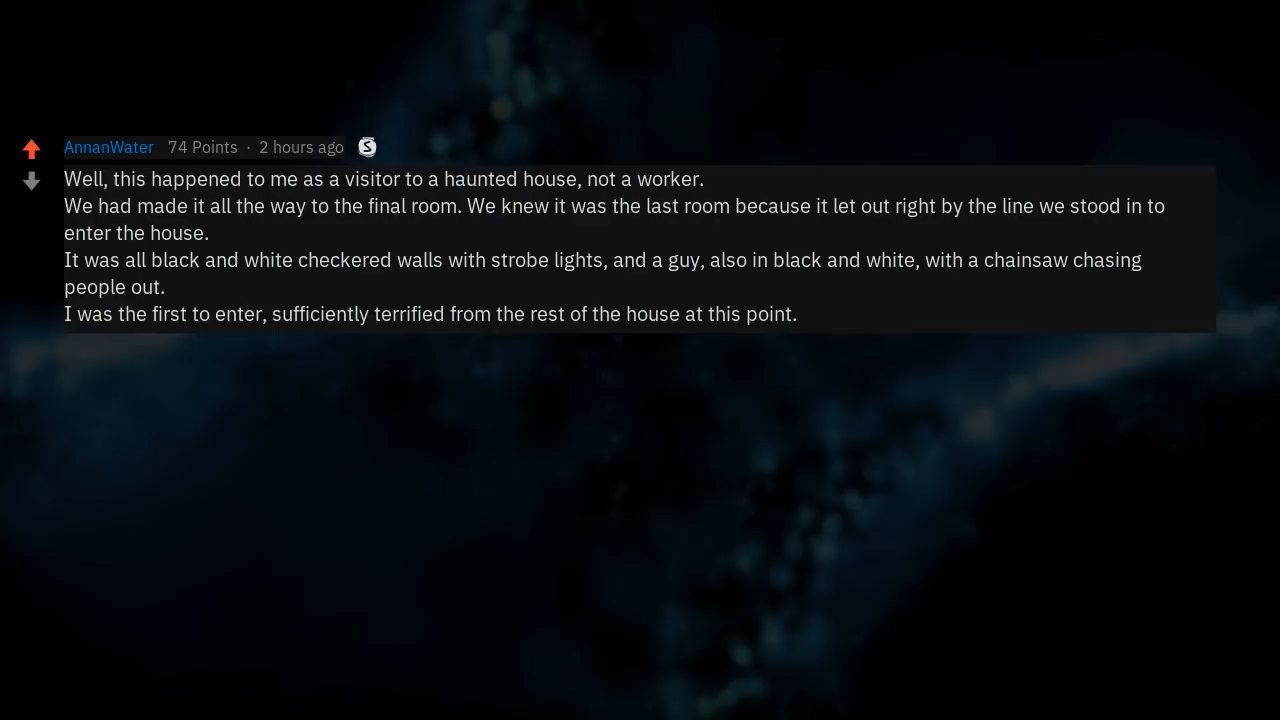 AnnanWater 74 Points · 2 hours ago
Well, this happened to me as a visitor to a haunted house, not a worker.
We had made it all the way to the final room. We knew it was the last room because it let out right by the line we stood in to
enter the house.
It was all black and white checkered walls with strobe lights, and a guy, also in black and white, with a chainsaw chasing
people out.
I was the first to enter, sufficiently terrified from the rest of the house at this point.